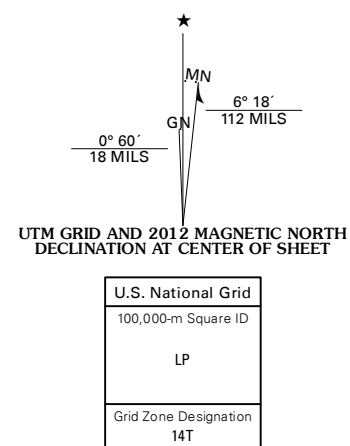 ★
MN
GN
6° 18´
112 MILS
0° 60´
18 MILS
UTM GRID AND 2012 MAGNETIC NORTH
DECLINATION AT CENTER OF SHEET
U.S. National Grid
100,000-m Square ID
LP
Grid Zone Designation
14T